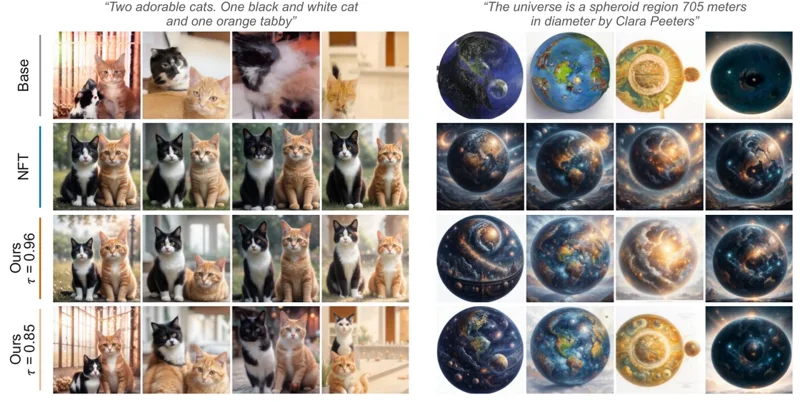 “Two adorable cats. One black and white cat
and one orange tabby”
“The universe is a spheroid region 705 meters
in diameter by Clara Peeters”
Base
NFT
Ours
τ = 0.96
Ours
τ = 0.85